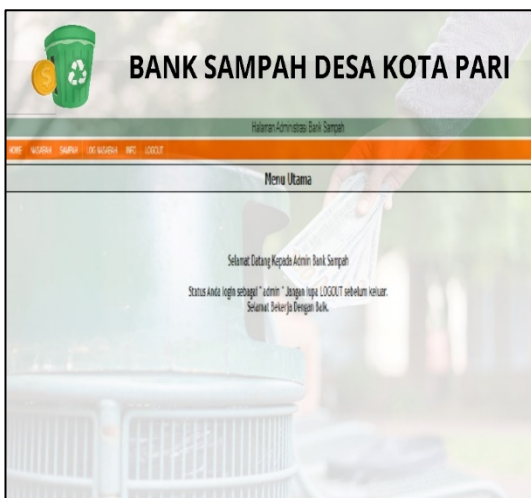 BANK SAMPAH DESA KOTA PARI
Halaman Administrasi Bank Sampah
HOME NASABAH SAMPAH LOG NASABAH INFO LOGOUT
Menu Utama
Selamat Datang Kepada Admin Bank Sampah
Status Anda login sebagai " admin " Jangan lupa LOGOUT sebelum keluar.
Selamat Bekerja Dengan Baik.